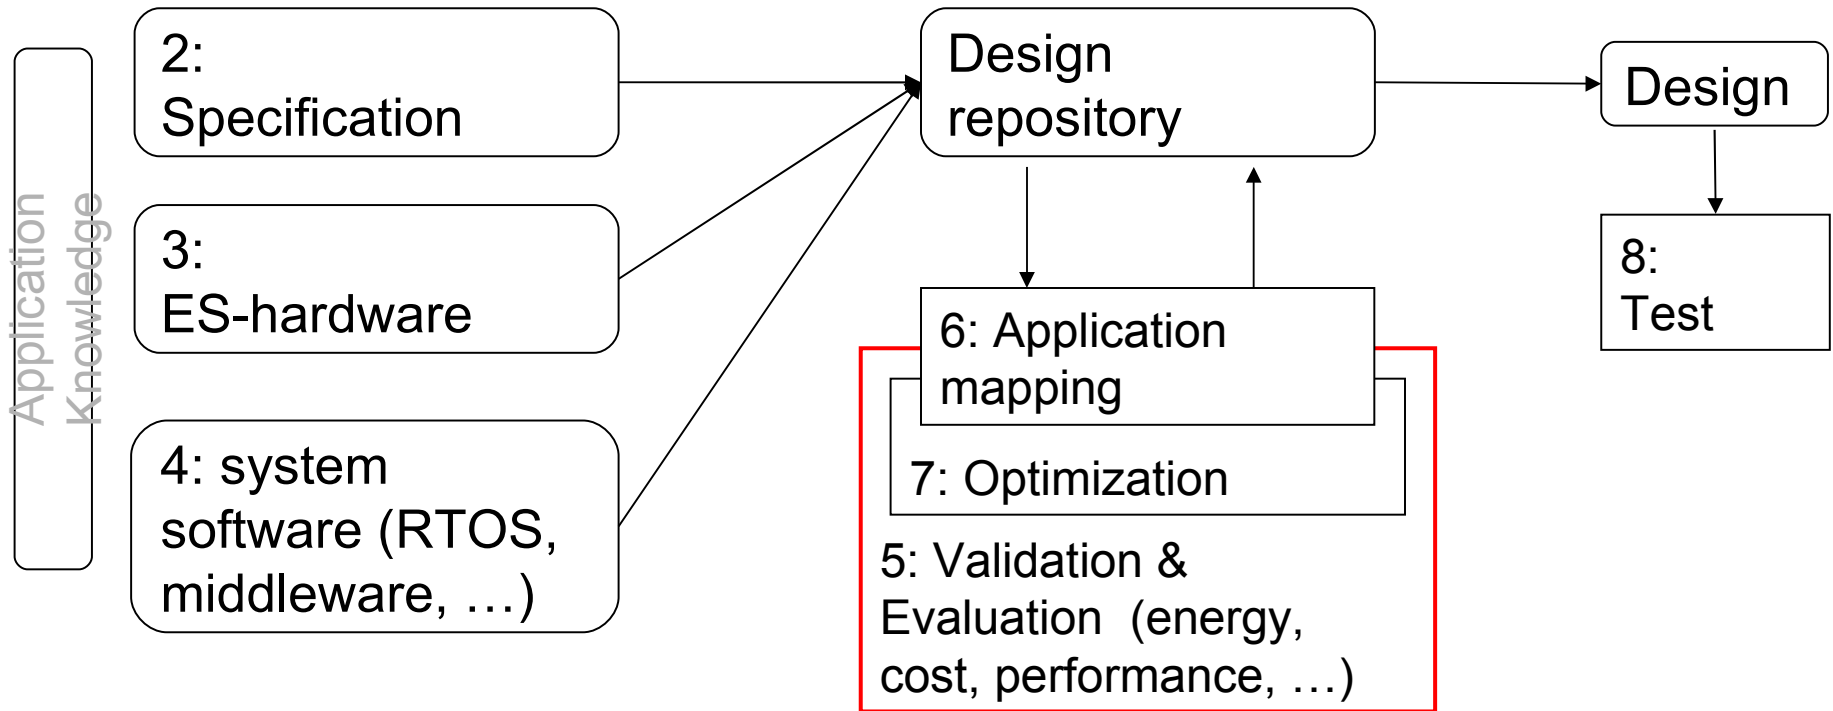 Application
Knowledge
2:
Specification
3:
ES-hardware
4: system
software (RTOS,
middleware, …)
Design
repository
6: Application
mapping
7: Optimization
5: Validation &
Evaluation  (energy,
cost, performance, …)
Design
8:
Test